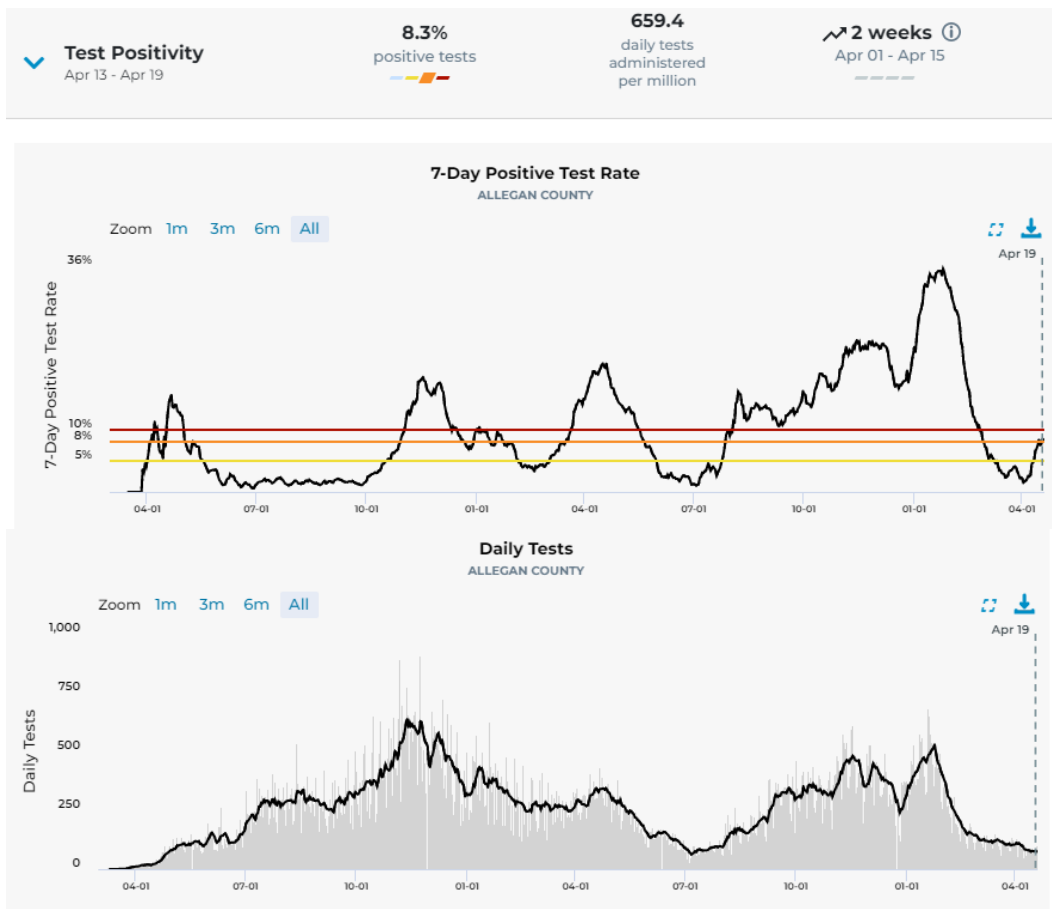 Test Positivity
Apr 13 - Apr 19
8.3%
positive tests
659.4
daily tests
administered
per million
2 weeks
Apr 01 - Apr 15
7-Day Positive Test Rate
ALLEGAN COUNTY
Zoom 1m 3m 6m All
Apr 19
7-Day Positive Test Rate
36%
10%
8%
5%
04-01 07-01 10-01 01-01 04-01 07-01 10-01 01-01 04-01
Daily Tests
ALLEGAN COUNTY
Zoom 1m 3m 6m All
Apr 19
Daily Tests
1,000
750
500
250
0
04-01 07-01 10-01 01-01 04-01 07-01 10-01 01-01 04-01